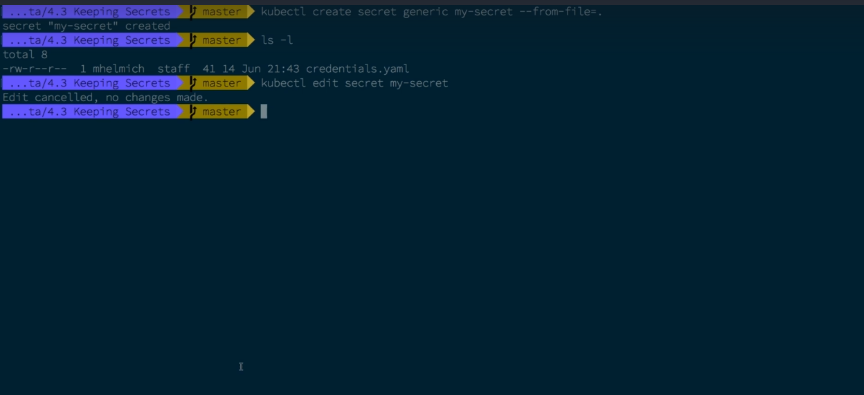 ...ta/4.3 Keeping Secrets master kubectl create secret generic my-secret --from-file=.
secret "my-secret" created
...ta/4.3 Keeping Secrets master ls -l
total 8
-rw-r--r-- 1 mhelmich staff 41 14 Jun 21:43 credentials.yaml
...ta/4.3 Keeping Secrets master kubectl edit secret my-secret
Edit cancelled, no changes made.
...ta/4.3 Keeping Secrets master